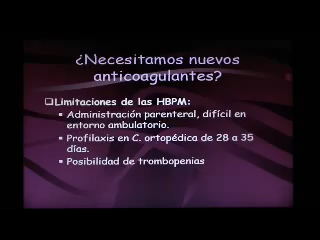 ¿Necesitamos nuevos
anticoagulantes?
Limitaciones de las HBPM:
Administración parenteral, difícil en
entorno ambulatorio.
Profilaxis en C. ortopédica de 28 a 35
días.
Posibilidad de trombopenias